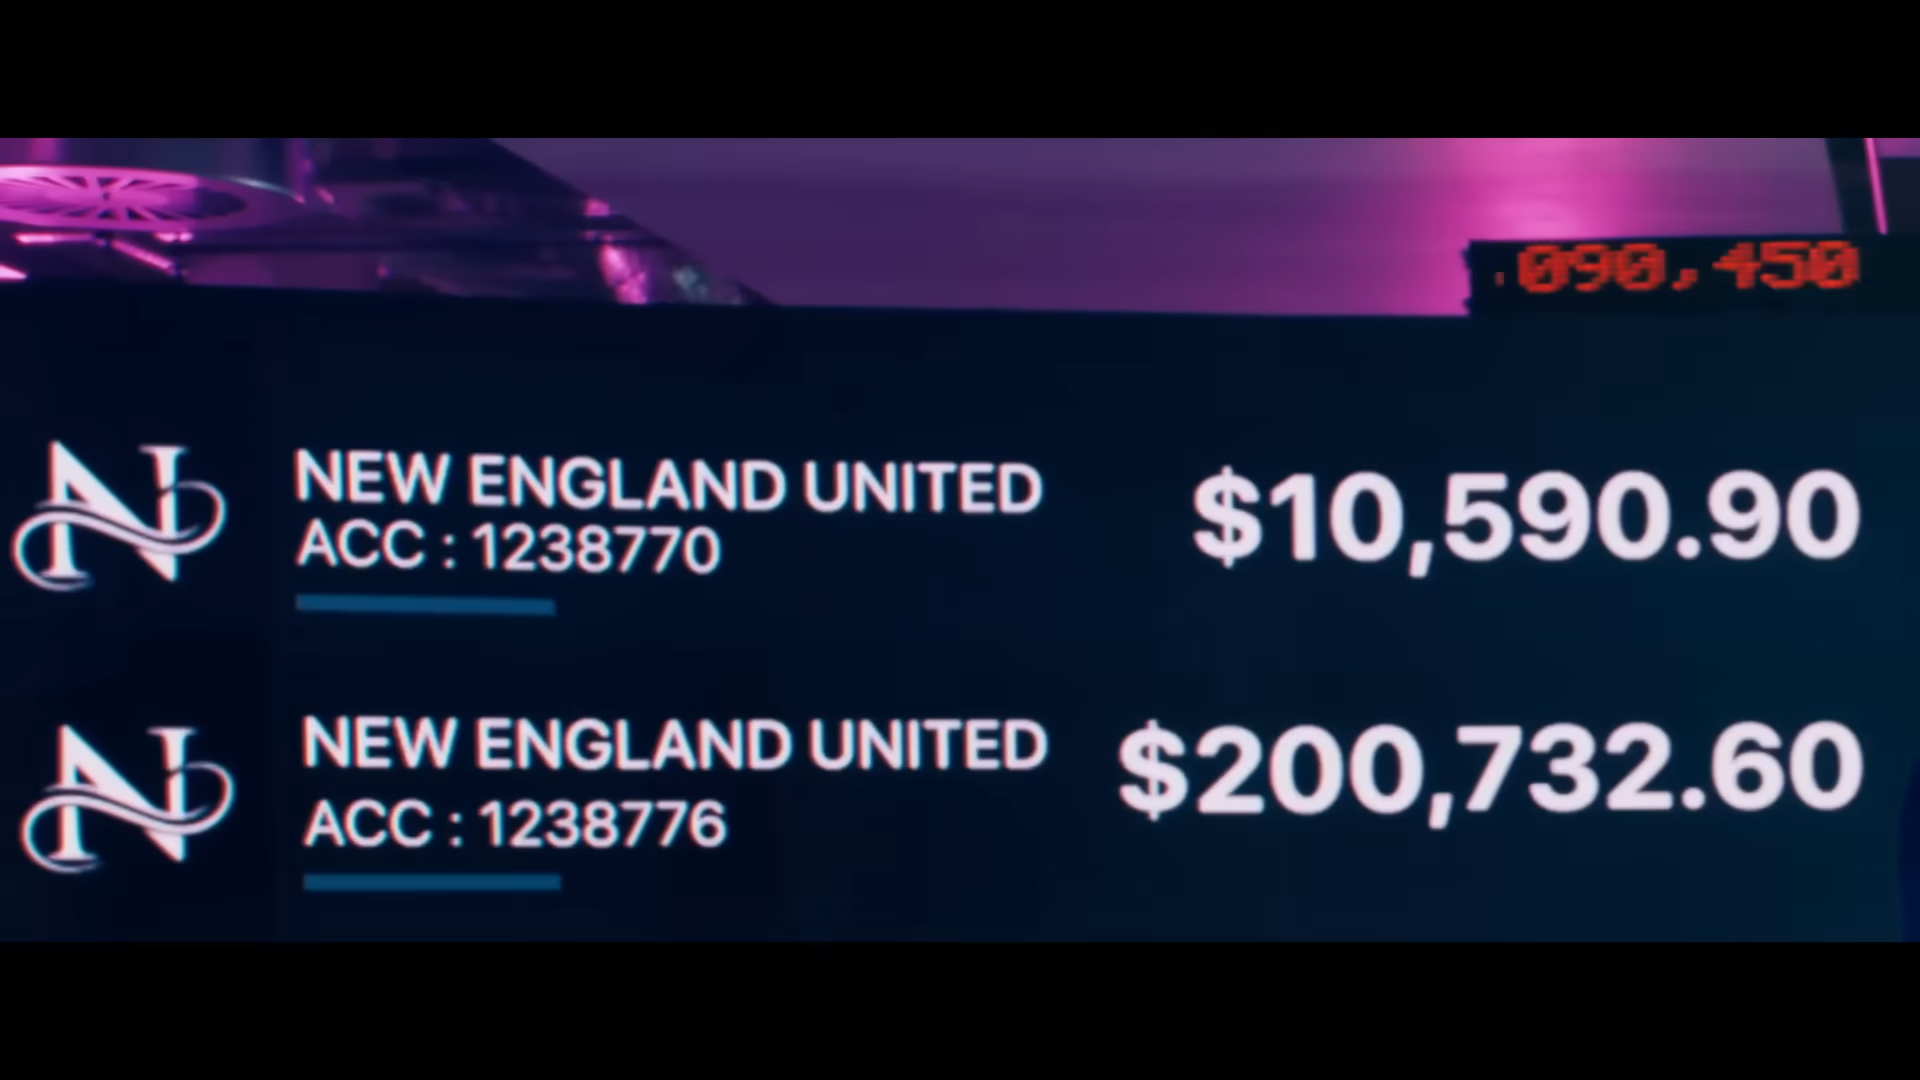 090,450
NEW ENGLAND UNITED
ACC : 1238770
$10,590.90
NEW ENGLAND UNITED
ACC : 1238776
$200,732.60